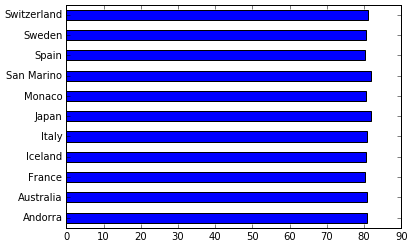 Switzerland
Sweden
Spain
San Marino
Monaco
Japan
Italy
Iceland
France
Australia
Andorra
0 10 20 30 40 50 60 70 80 90